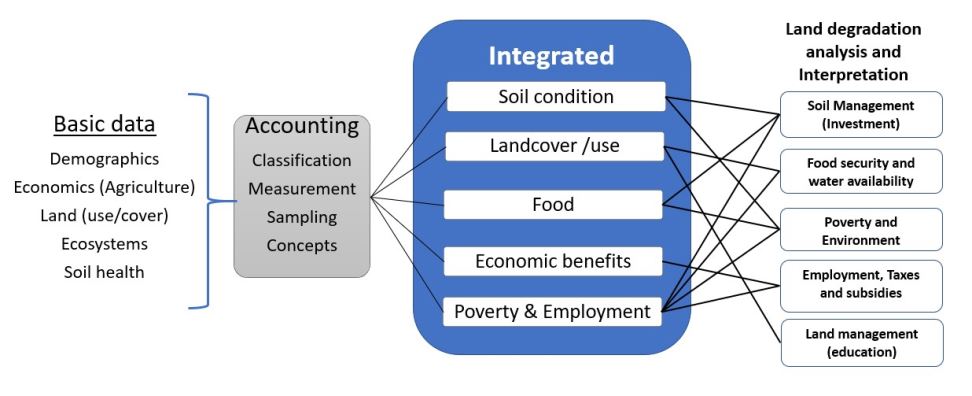 Basic data
Demographics
Economics (Agriculture)
Land (use/cover)
Ecosystems
Soil health
Accounting
Classification
Measurement
Sampling
Concepts
Integrated
Soil condition
Landcover /use
Food
Economic benefits
Poverty & Employment
Land degradation
analysis and
Interpretation
Soil Management
(Investment)
Food security and
water availability
Poverty and
Environment
Employment, Taxes
and subsidies
Land management
(education)